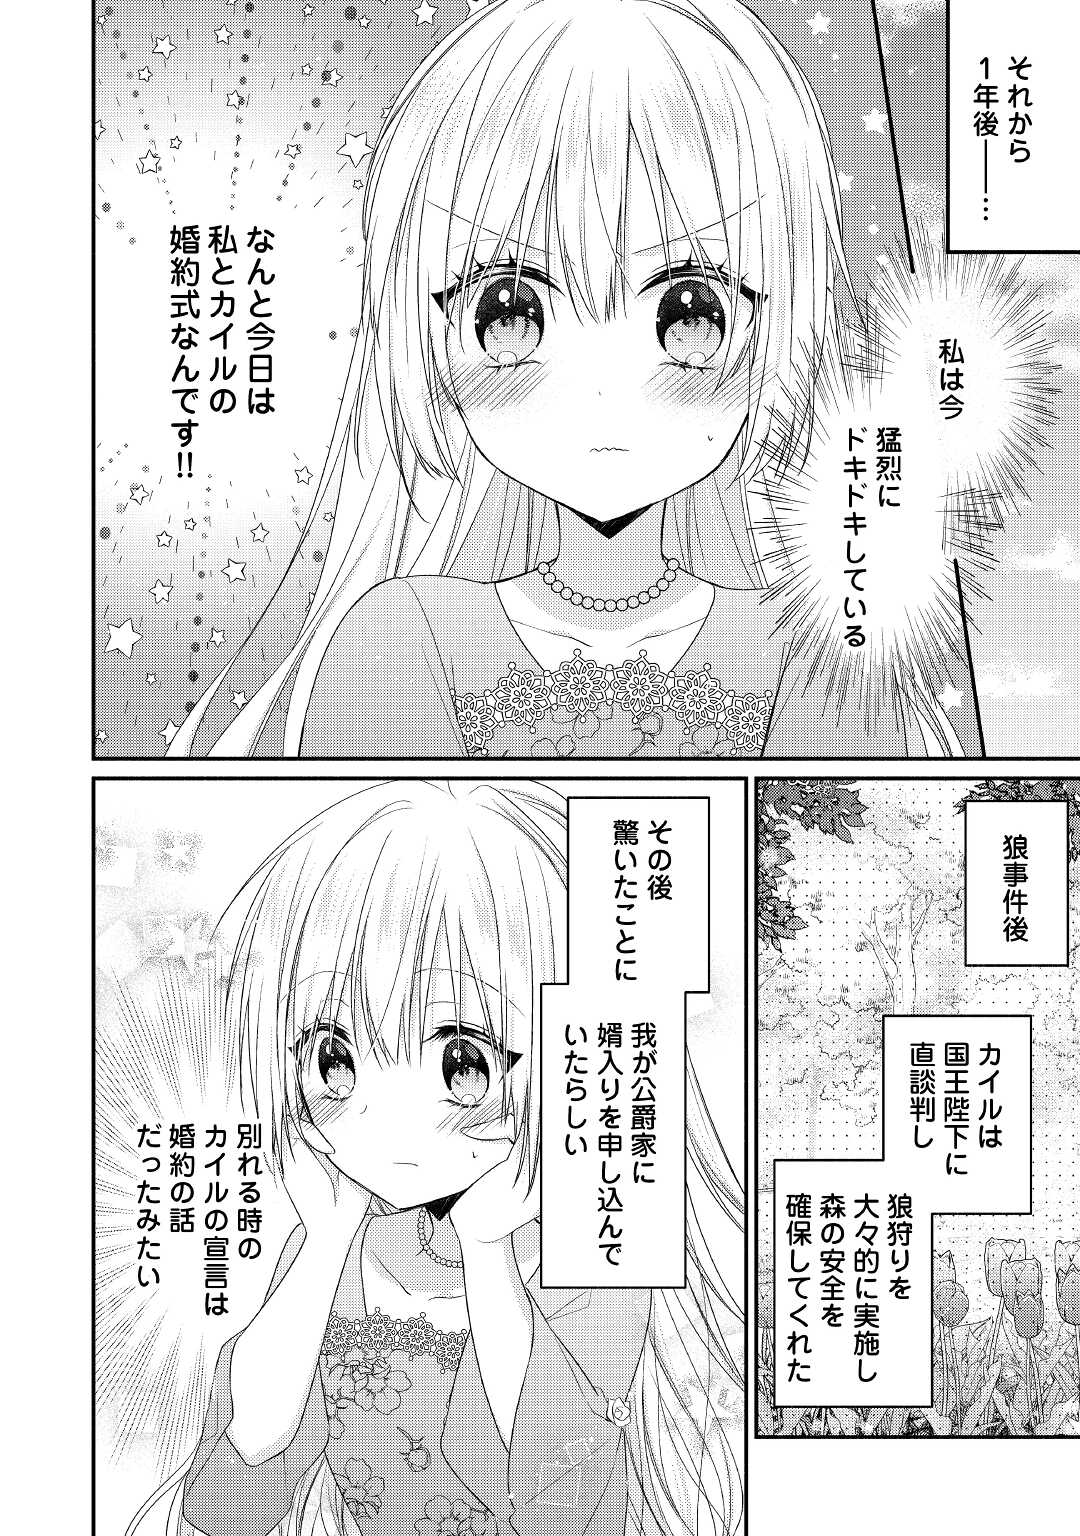 それから
1年後――…
私は今
猛烈に
ドキドキしている
なんと今日は
私とカイルの
婚約式なんです!!
狼事件後
カイルは
国王陛下に
直談判し
狼狩りを
大々的に実施し
森の安全を
確保してくれた
その後
驚いたことに
我が公爵家に
婿入りを申し込んで
いたらしい
別れる時の
カイルの宣言は
婚約の話
だったみたい